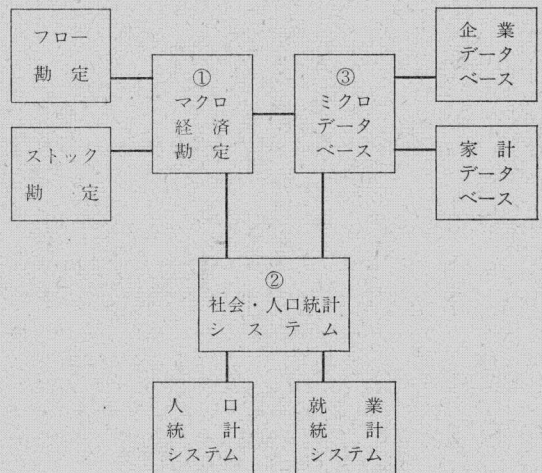 フロー
勘定
ストック
勘定
①
マクロ
経済
勘定
③
ミクロ
データ
ベース
企業
データ
ベース
家計
データ
ベース
②
社会・人口統計
システム
人口
統計
システム
就業
統計
システム